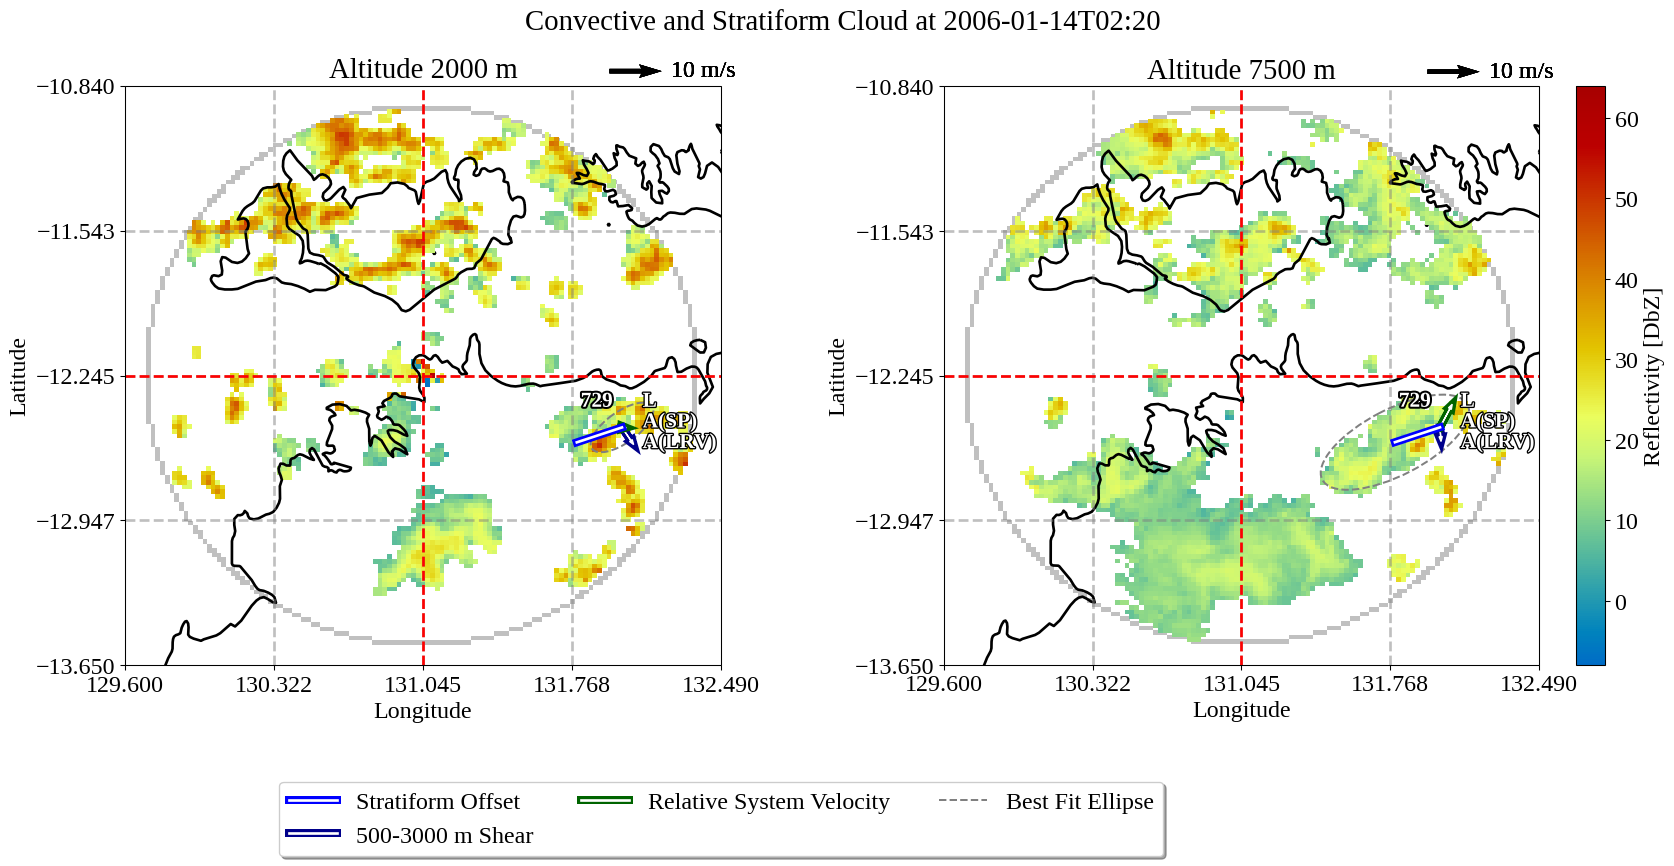 Convective and Stratiform Cloud at 2006-01-14T02:20
Altitude 2000 m
10 m/s
Altitude 7500 m
10 m/s
−10.840
−11.543
−12.245
−12.947
−13.650
Latitude
129.600
130.322
131.045
131.768
132.490
Longitude
729
L
A(SP)
A(LRV)
−10.840
−11.543
−12.245
−12.947
−13.650
Latitude
129.600
130.322
131.045
131.768
132.490
Longitude
729
L
A(SP)
A(LRV)
60
50
40
30
20
10
0
Reflectivity [DbZ]
Stratiform Offset
500-3000 m Shear
Relative System Velocity
Best Fit Ellipse